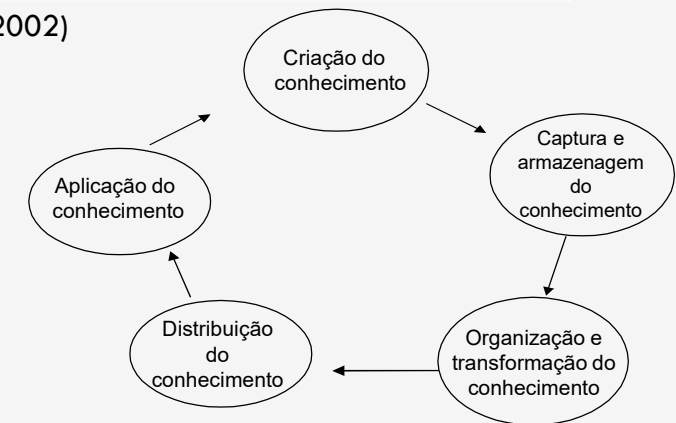 2002)
Criação do
conhecimento
Captura e
armazenagem
do
conhecimento
Organização e
transformação do
conhecimento
Distribuição
do
conhecimento
Aplicação do
conhecimento